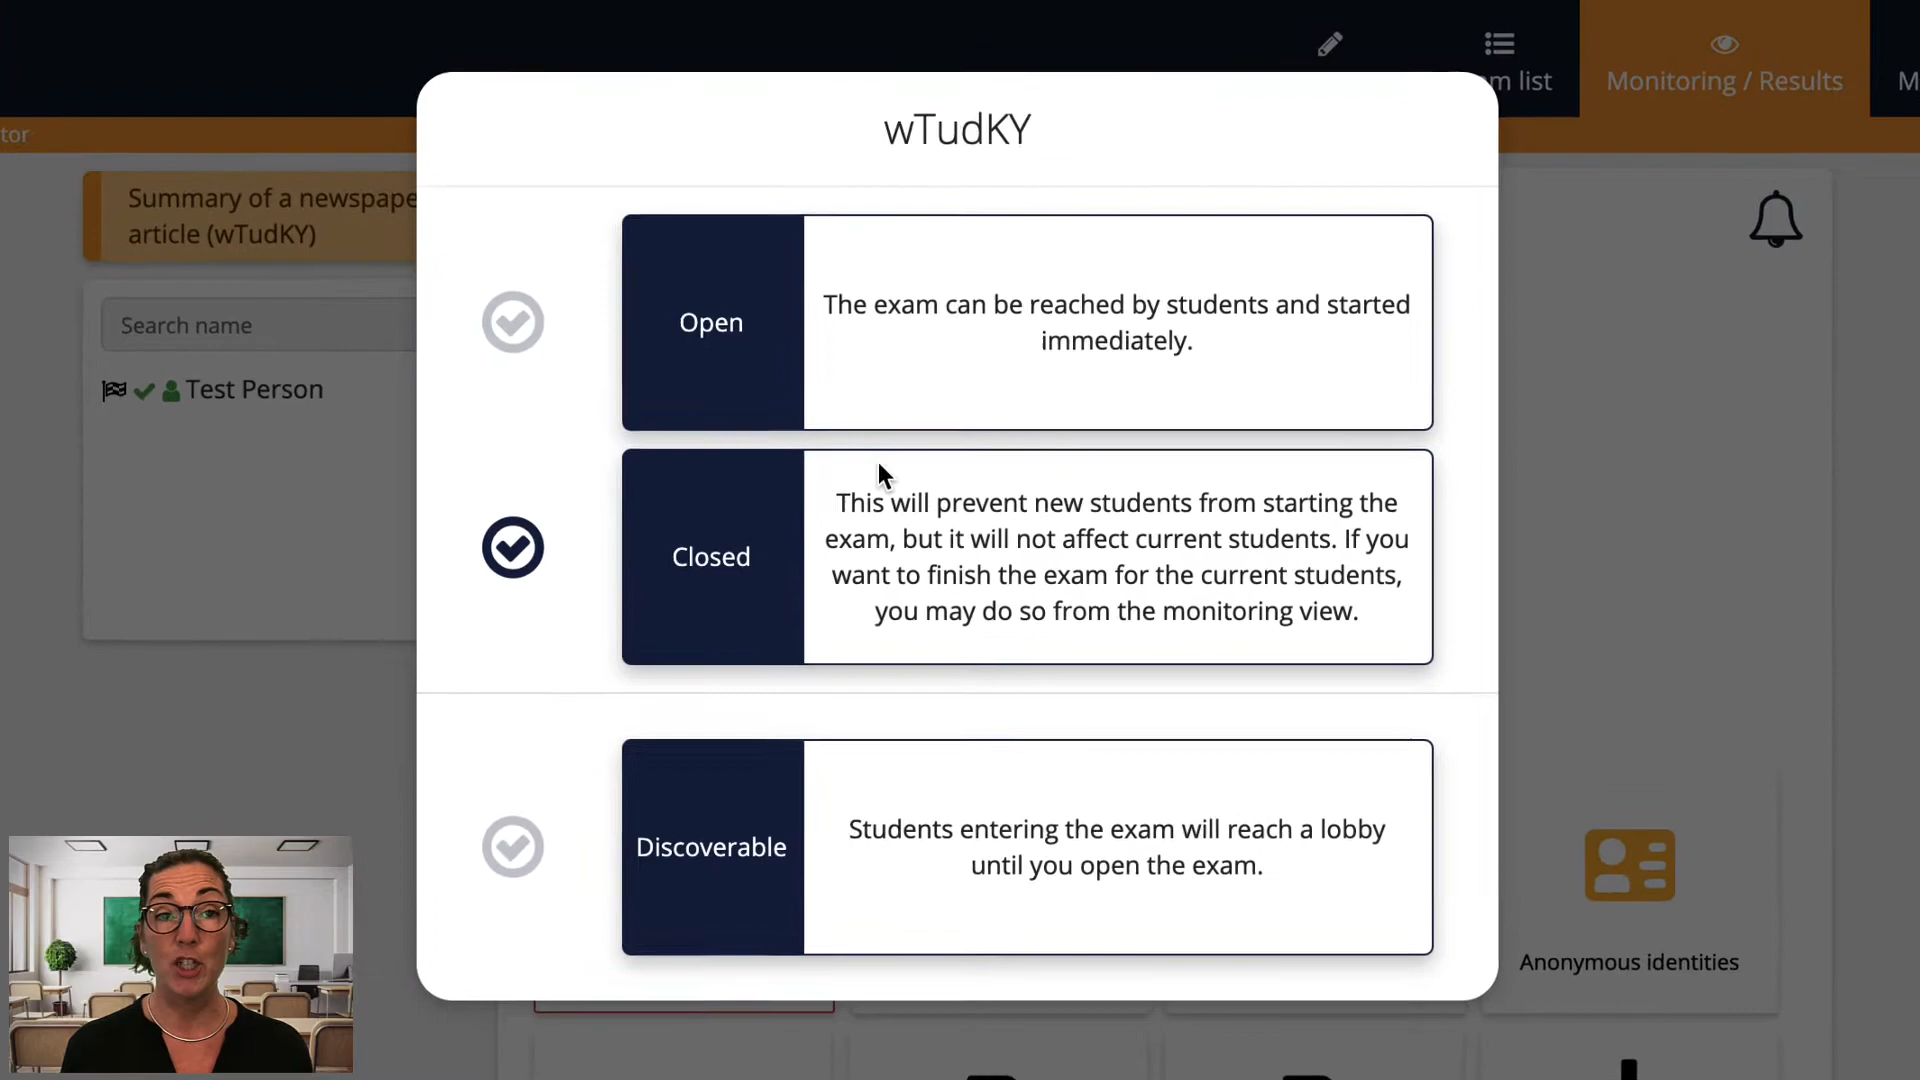 m list
Monitoring / Results
M
tor
wTudKY
Summary of a newspape
article (wTudKY)
Search name
Test Person
Open
The exam can be reached by students and started
immediately.
Closed
This will prevent new students from starting the
exam, but it will not affect current students. If you
want to finish the exam for the current students,
you may do so from the monitoring view.
Discoverable
Students entering the exam will reach a lobby
until you open the exam.
Anonymous identities